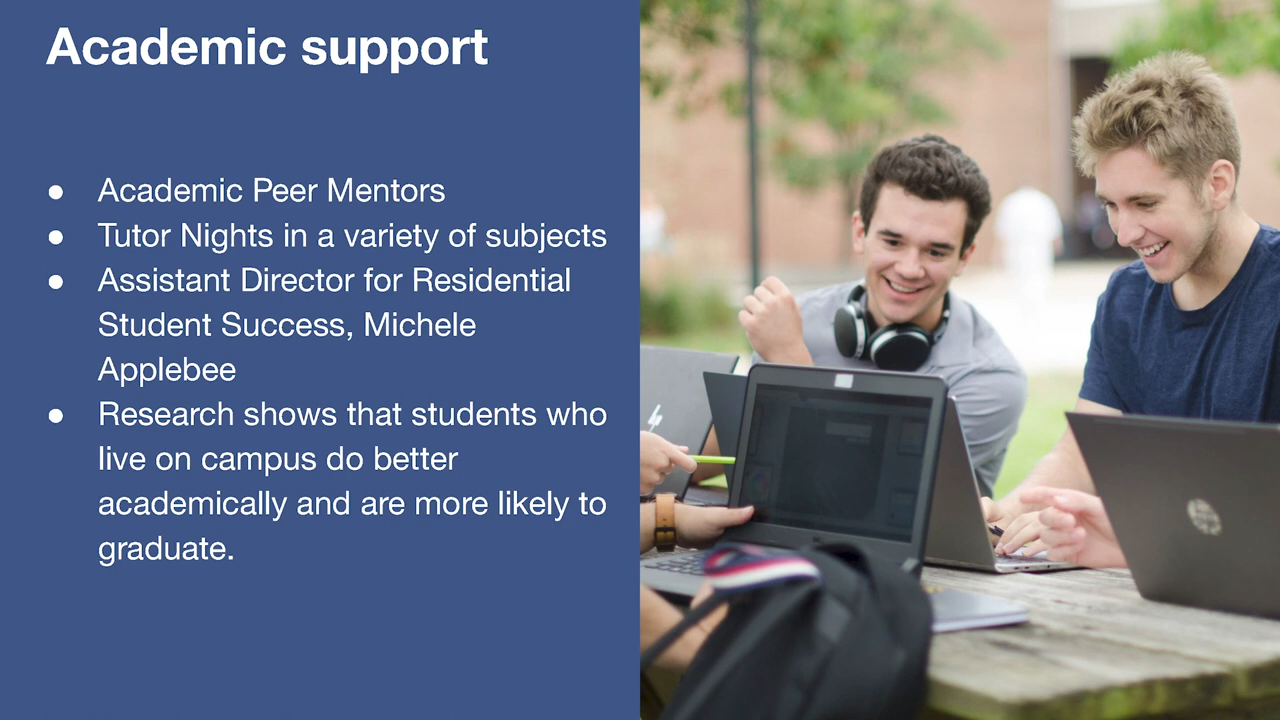 Academic support
● Academic Peer Mentors
● Tutor Nights in a variety of subjects
● Assistant Director for Residential
Student Success, Michele
Applebee
● Research shows that students who
live on campus do better
academically and are more likely to
graduate.